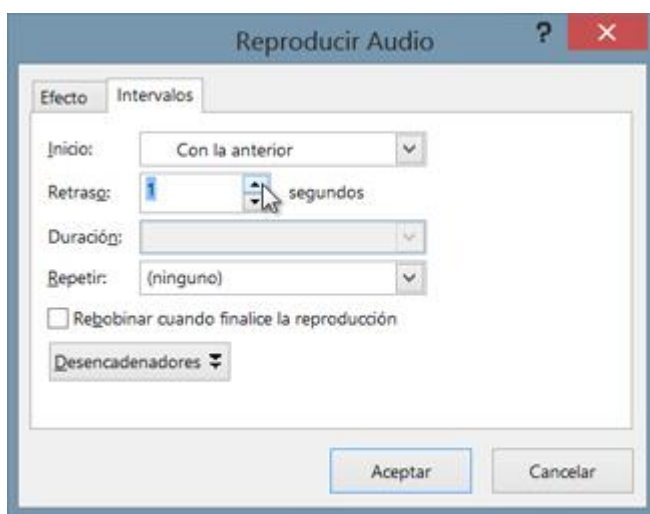 Reproducir Audio ?
Efecto Intervalos
Inicio: Con la anterior
Retraso: 1 segundos
Duración:
Repetir: (ninguno)
Rebobinar cuando finalice la reproducción
Desencadenadores
Aceptar Cancelar